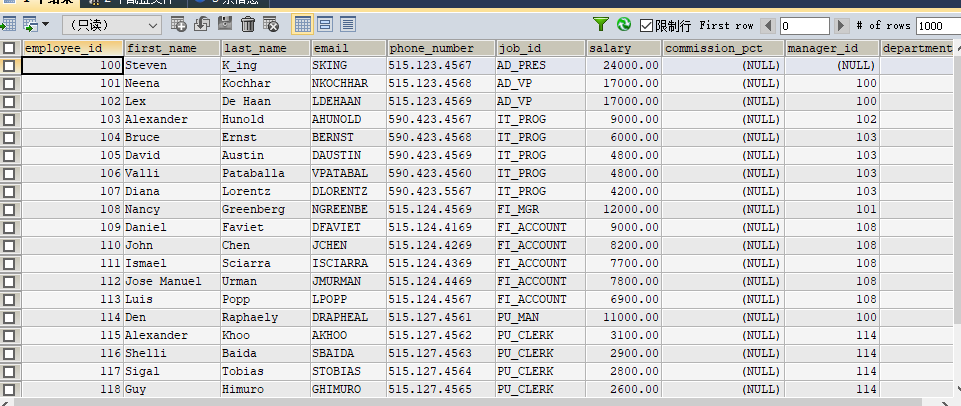 (只读) 限制行 First row 0 # of rows 1000
employee_id first_name last_name email phone_number job_id salary commission_pct manager_id department
100 Steven K_ing SKING 515.123.4567 AD_PRES 24000.00 (NULL) (NULL)
101 Neena Kochhar NKOCHHAR 515.123.4568 AD_VP 17000.00 (NULL) 100
102 Lex De Haan LDEHAAN 515.123.4569 AD_VP 17000.00 (NULL) 100
103 Alexander Hunold AHUNOLD 590.423.4567 IT_PROG 9000.00 (NULL) 102
104 Bruce Ernst BERNST 590.423.4568 IT_PROG 6000.00 (NULL) 103
105 David Austin DAUSTIN 590.423.4569 IT_PROG 4800.00 (NULL) 103
106 Valli Pataballa VPATABAL 590.423.4560 IT_PROG 4800.00 (NULL) 103
107 Diana Lorentz DLORENTZ 590.423.5567 IT_PROG 4200.00 (NULL) 103
108 Nancy Greenberg NGREENBE 515.124.4569 FI_MGR 12000.00 (NULL) 101
109 Daniel Faviet DFAVIET 515.124.4169 FI_ACCOUNT 9000.00 (NULL) 108
110 John Chen JCHEN 515.124.4269 FI_ACCOUNT 8200.00 (NULL) 108
111 Ismael Sciarra ISCIARRA 515.124.4369 FI_ACCOUNT 7700.00 (NULL) 108
112 Jose Manuel Urman JMURMAN 515.124.4469 FI_ACCOUNT 7800.00 (NULL) 108
113 Luis Popp LPOPP 515.124.4567 FI_ACCOUNT 6900.00 (NULL) 108
114 Den Raphaely DRAPHEAL 515.127.4561 PU_MAN 11000.00 (NULL) 100
115 Alexander Khoo AKHOO 515.127.4562 PU_CLERK 3100.00 (NULL) 114
116 Shelli Baida SBAIDA 515.127.4563 PU_CLERK 2900.00 (NULL) 114
117 Sigal Tobias STOBIAS 515.127.4564 PU_CLERK 2800.00 (NULL) 114
118 Guy Himuro GHIMURO 515.127.4565 PU_CLERK 2600.00 (NULL) 114